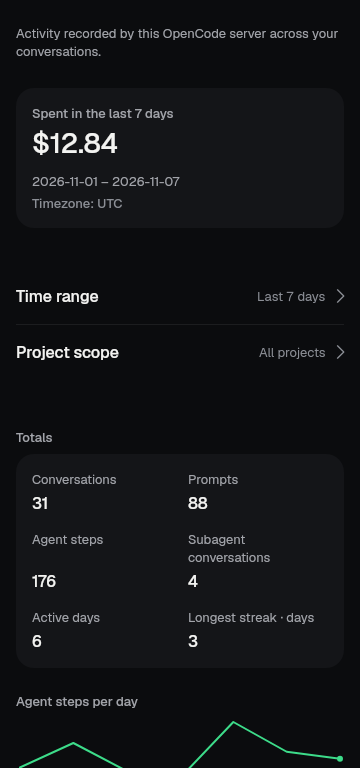 Activity recorded by this OpenCode server across your
conversations.
Spent in the last 7 days
$12.84
2026-11-01 – 2026-11-07
Timezone: UTC
Time range
Last 7 days
Project scope
All projects
Totals
Conversations
31
Prompts
88
Agent steps
176
Subagent
conversations
4
Active days
6
Longest streak · days
3
Agent steps per day